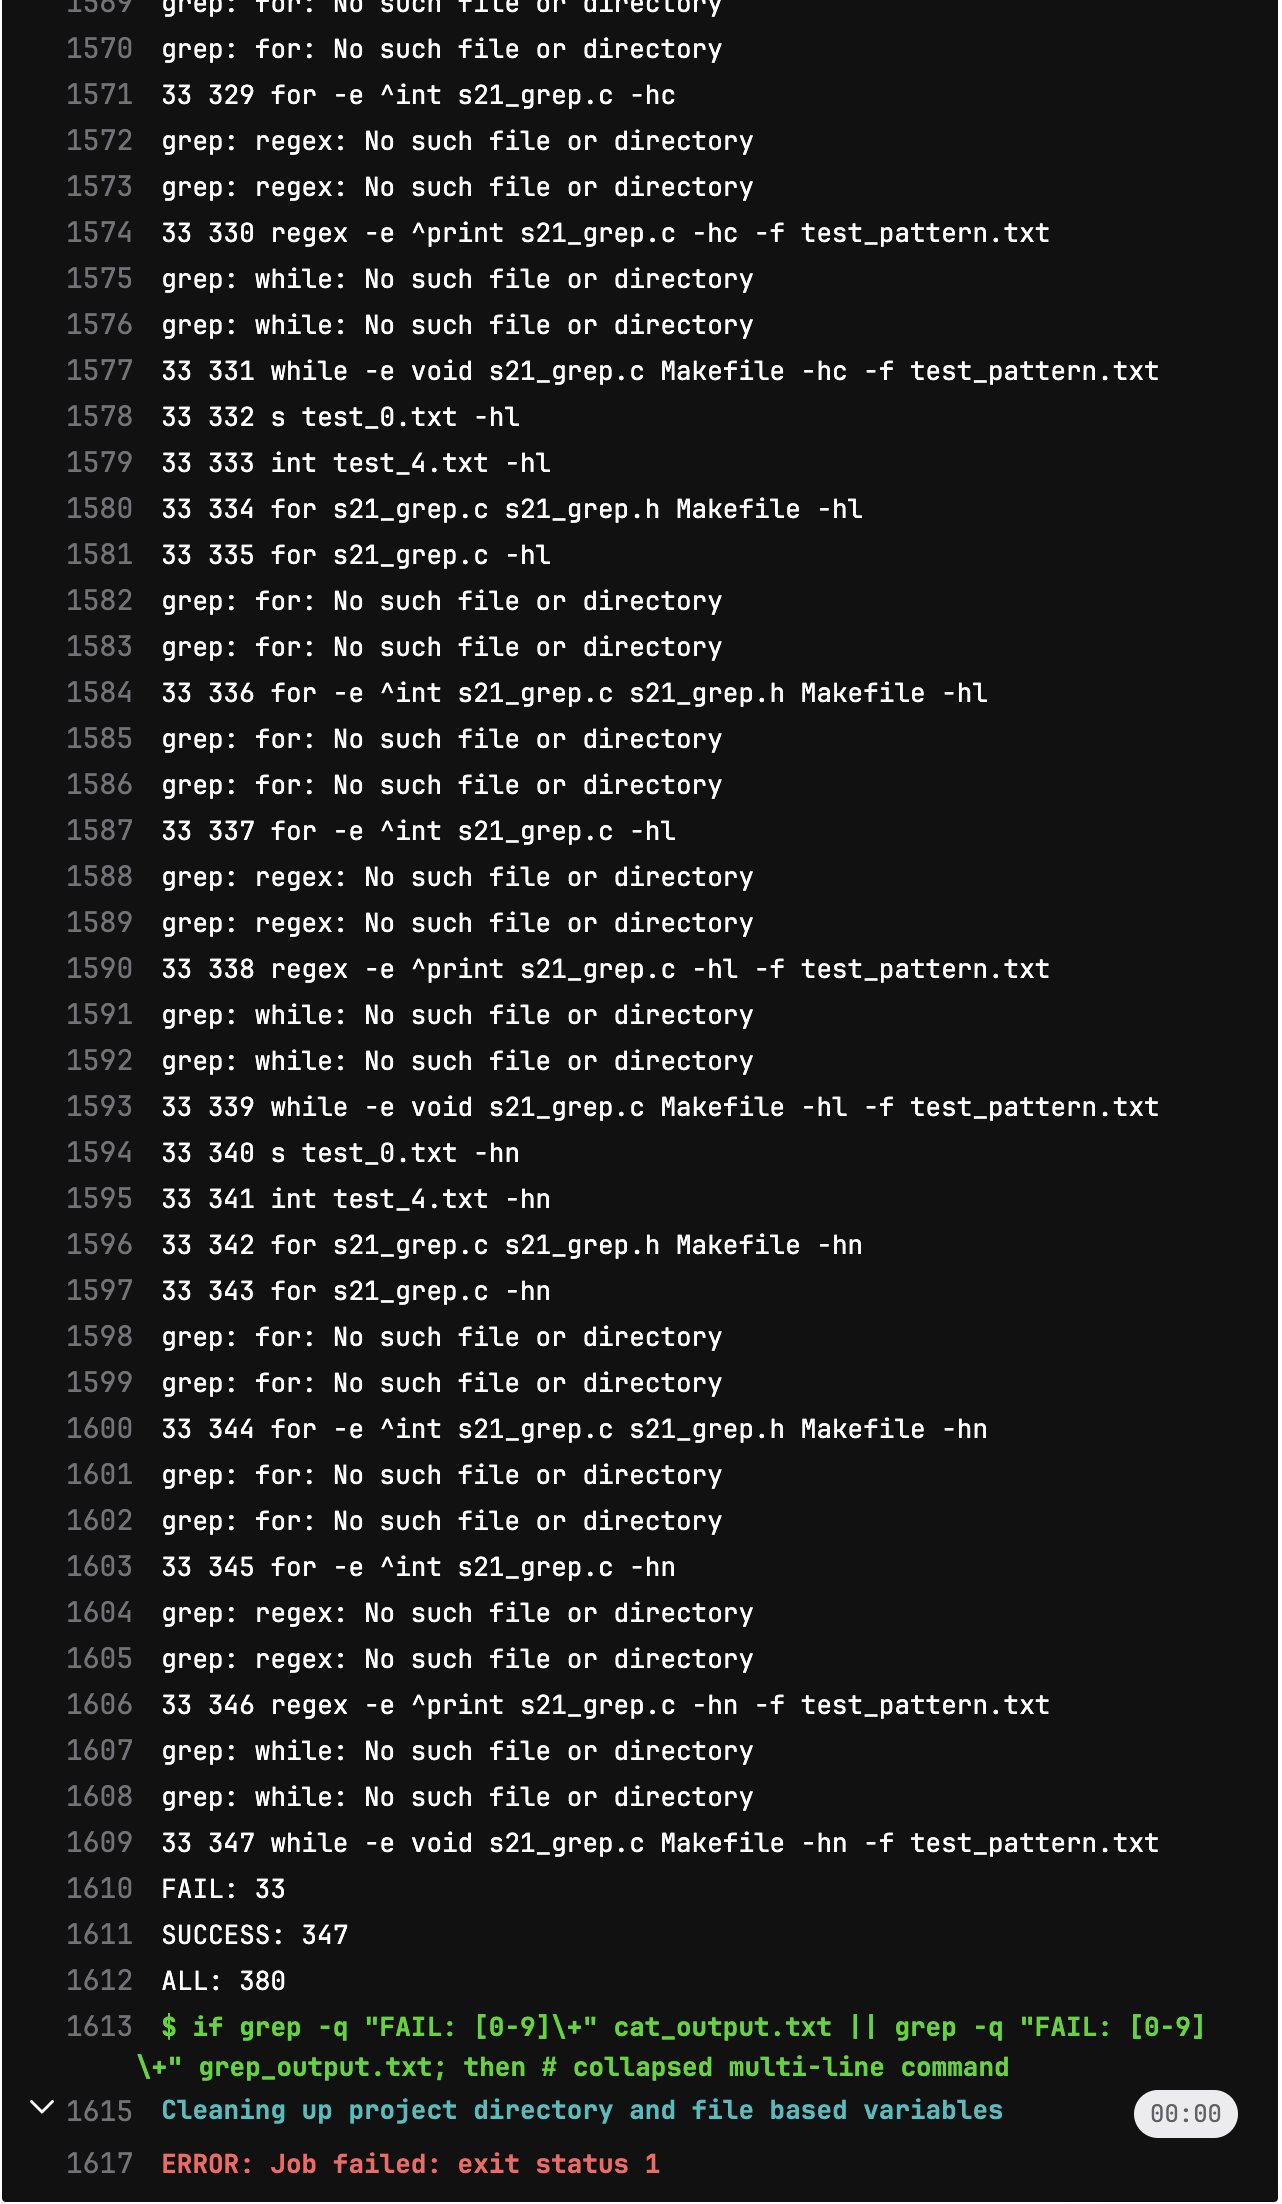 1569 grep: for: No such file or directory
1570 grep: for: No such file or directory
1571 33 329 for -e ^int s21_grep.c -hc
1572 grep: regex: No such file or directory
1573 grep: regex: No such file or directory
1574 33 330 regex -e ^print s21_grep.c -hc -f test_pattern.txt
1575 grep: while: No such file or directory
1576 grep: while: No such file or directory
1577 33 331 while -e void s21_grep.c Makefile -hc -f test_pattern.txt
1578 33 332 s test_0.txt -hl
1579 33 333 int test_4.txt -hl
1580 33 334 for s21_grep.c s21_grep.h Makefile -hl
1581 33 335 for s21_grep.c -hl
1582 grep: for: No such file or directory
1583 grep: for: No such file or directory
1584 33 336 for -e ^int s21_grep.c s21_grep.h Makefile -hl
1585 grep: for: No such file or directory
1586 grep: for: No such file or directory
1587 33 337 for -e ^int s21_grep.c -hl
1588 grep: regex: No such file or directory
1589 grep: regex: No such file or directory
1590 33 338 regex -e ^print s21_grep.c -hl -f test_pattern.txt
1591 grep: while: No such file or directory
1592 grep: while: No such file or directory
1593 33 339 while -e void s21_grep.c Makefile -hl -f test_pattern.txt
1594 33 340 s test_0.txt -hn
1595 33 341 int test_4.txt -hn
1596 33 342 for s21_grep.c s21_grep.h Makefile -hn
1597 33 343 for s21_grep.c -hn
1598 grep: for: No such file or directory
1599 grep: for: No such file or directory
1600 33 344 for -e ^int s21_grep.c s21_grep.h Makefile -hn
1601 grep: for: No such file or directory
1602 grep: for: No such file or directory
1603 33 345 for -e ^int s21_grep.c -hn
1604 grep: regex: No such file or directory
1605 grep: regex: No such file or directory
1606 33 346 regex -e ^print s21_grep.c -hn -f test_pattern.txt
1607 grep: while: No such file or directory
1608 grep: while: No such file or directory
1609 33 347 while -e void s21_grep.c Makefile -hn -f test_pattern.txt
1610 FAIL: 33
1611 SUCCESS: 347
1612 ALL: 380
1613 $ if grep -q "FAIL: [0-9]\+" cat_output.txt || grep -q "FAIL: [0-9]
\+" grep_output.txt; then # collapsed multi-line command
1615 Cleaning up project directory and file based variables 00:00
1617 ERROR: Job failed: exit status 1